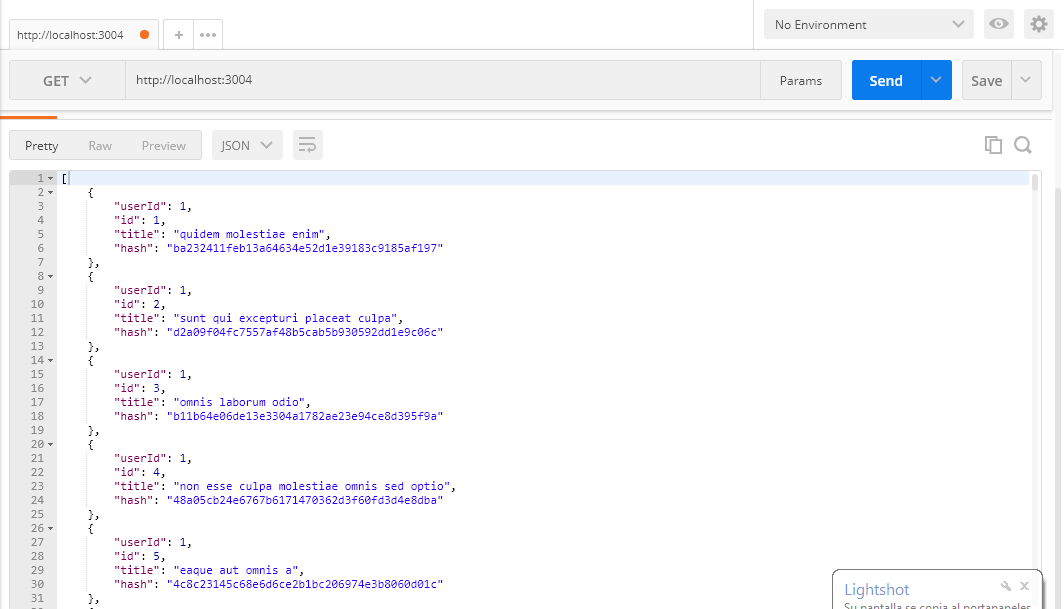 http://localhost:3004
+
•••
No Environment
GET
http://localhost:3004
Params
Send
Save
Pretty
Raw
Preview
JSON
1 [
2 {
3 "userId": 1,
4 "id": 1,
5 "title": "quidem molestiae enim",
6 "hash": "ba232411feb13a64634e52d1e39183c9185af197"
7 },
8 {
9 "userId": 1,
10 "id": 2,
11 "title": "sunt qui excepturi placeat culpa",
12 "hash": "d2a09f04fc7557af48b5cab5b930592dd1e9c06c"
13 },
14 {
15 "userId": 1,
16 "id": 3,
17 "title": "omnis laborum odio",
18 "hash": "b11b64e06de13e3304a1782ae23e94ce8d395f9a"
19 },
20 {
21 "userId": 1,
22 "id": 4,
23 "title": "non esse culpa molestiae omnis sed optio",
24 "hash": "48a05cb24e6767b6171470362d3f60fd3d4e8dba"
25 },
26 {
27 "userId": 1,
28 "id": 5,
29 "title": "eaque aut omnis a",
30 "hash": "4c8c23145c68e6d6ce2b1bc206974e3b8060d01c"
31 },
Lightshot
Su pantalla se copia al portapapeles